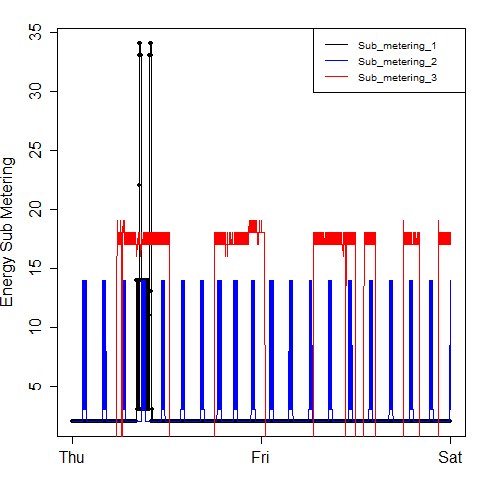 35
30
25
20
15
10
5
Energy Sub Metering
Sub_metering_1
Sub_metering_2
Sub_metering_3
Thu Fri Sat